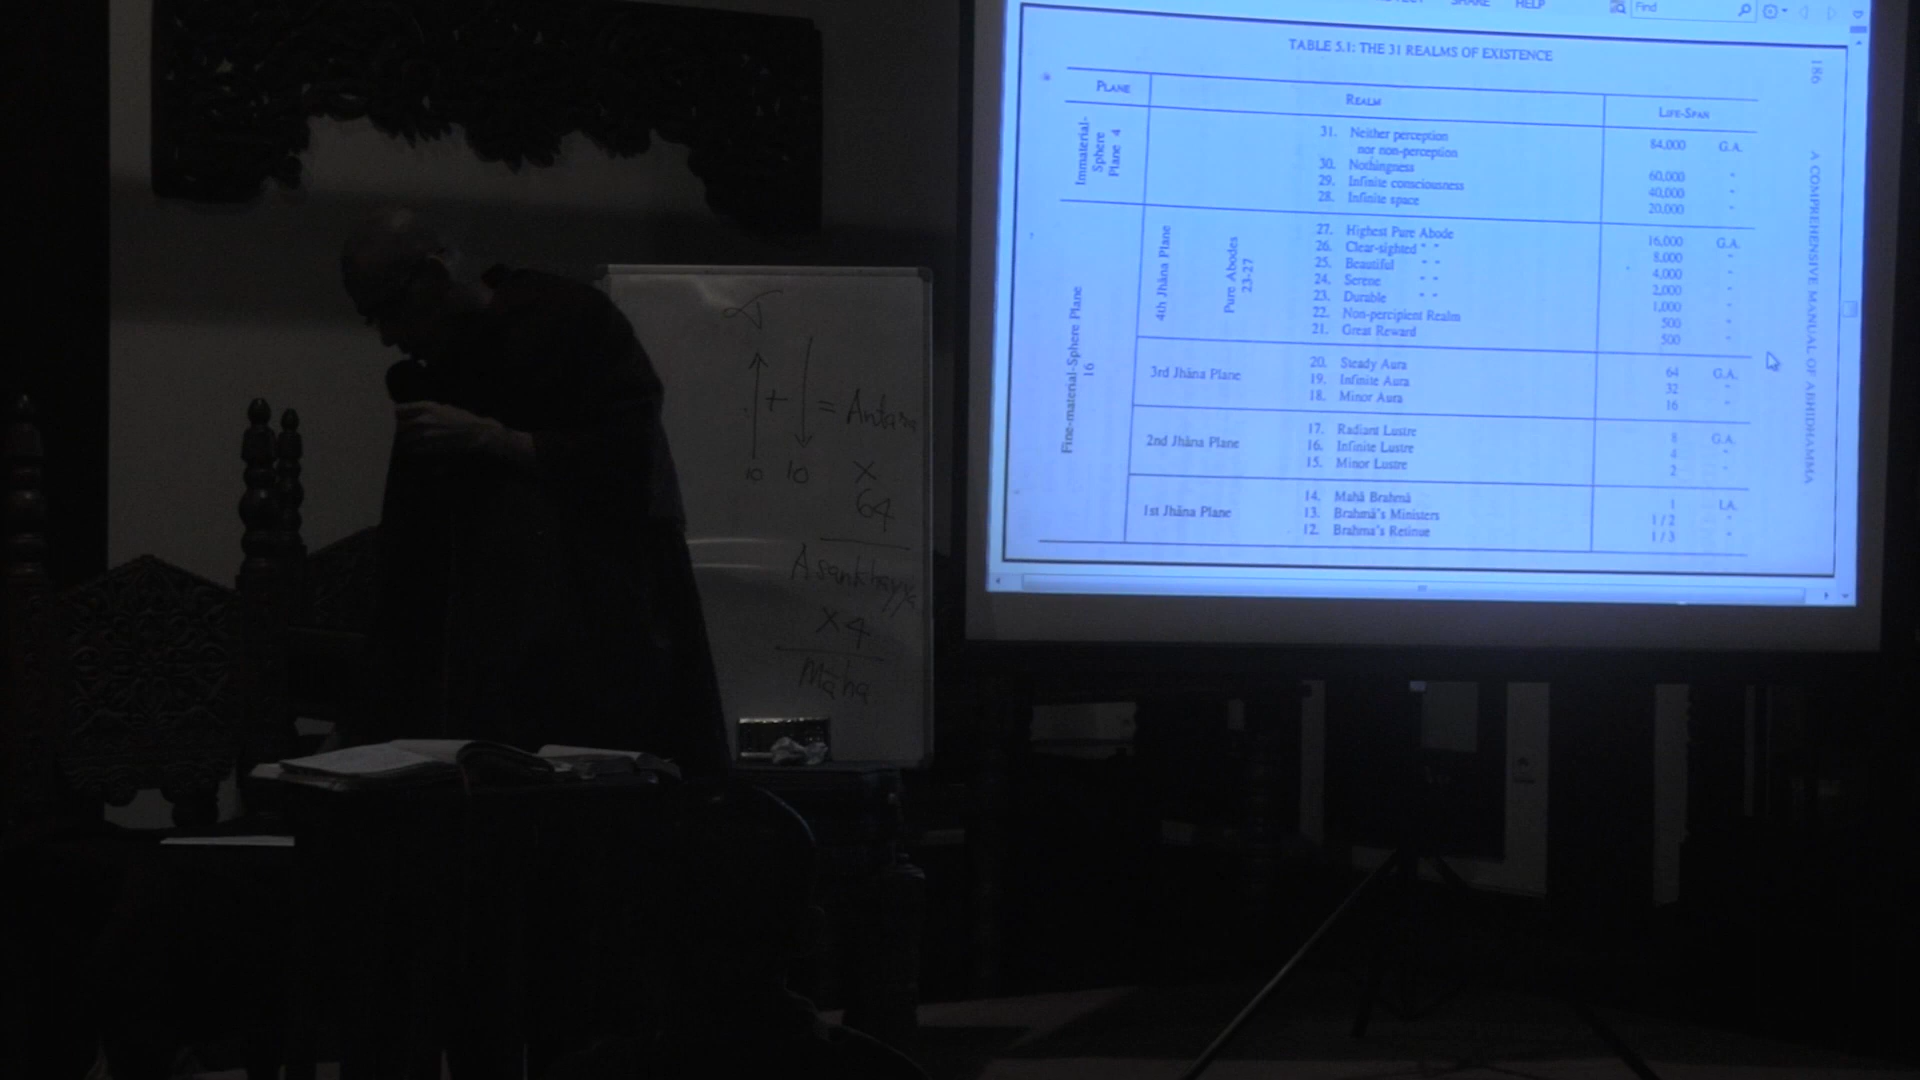 SHARE HELP
Find
TABLE 5.1: THE 31 REALMS OF EXISTENCE
186
A COMPREHENSIVE MANUAL OF ABHIDHAMMA
PLANE REALM LIFE-SPAN
Immaterial-
Sphere
Plane 4
31. Neither perception 84,000 G.A.
nor non-perception
30. Nothingness 60,000 "
29. Infinite consciousness 40,000 "
28. Infinite space 20,000 "
Fine-material-Sphere Plane
16
4th Jhāna Plane
Pure Abodes
23-27
27. Highest Pure Abode 16,000 G.A.
26. Clear-sighted " " 8,000 "
25. Beautiful " " 4,000 "
24. Serene " " 2,000 "
23. Durable " " 1,000 "
22. Non-percipient Realm 500 "
21. Great Reward 500 "
3rd Jhāna Plane
20. Steady Aura 64 G.A.
19. Infinite Aura 32 "
18. Minor Aura 16 "
2nd Jhāna Plane
17. Radiant Lustre 8 G.A.
16. Infinite Lustre 4 "
15. Minor Lustre 2 "
1st Jhāna Plane
14. Mahā Brahmā 1 I.A.
13. Brahmā's Ministers 1/2 "
12. Brahma's Retinue 1/3 "
+ = Antara
10 10 X
64
Asankhayya
X4
Maha